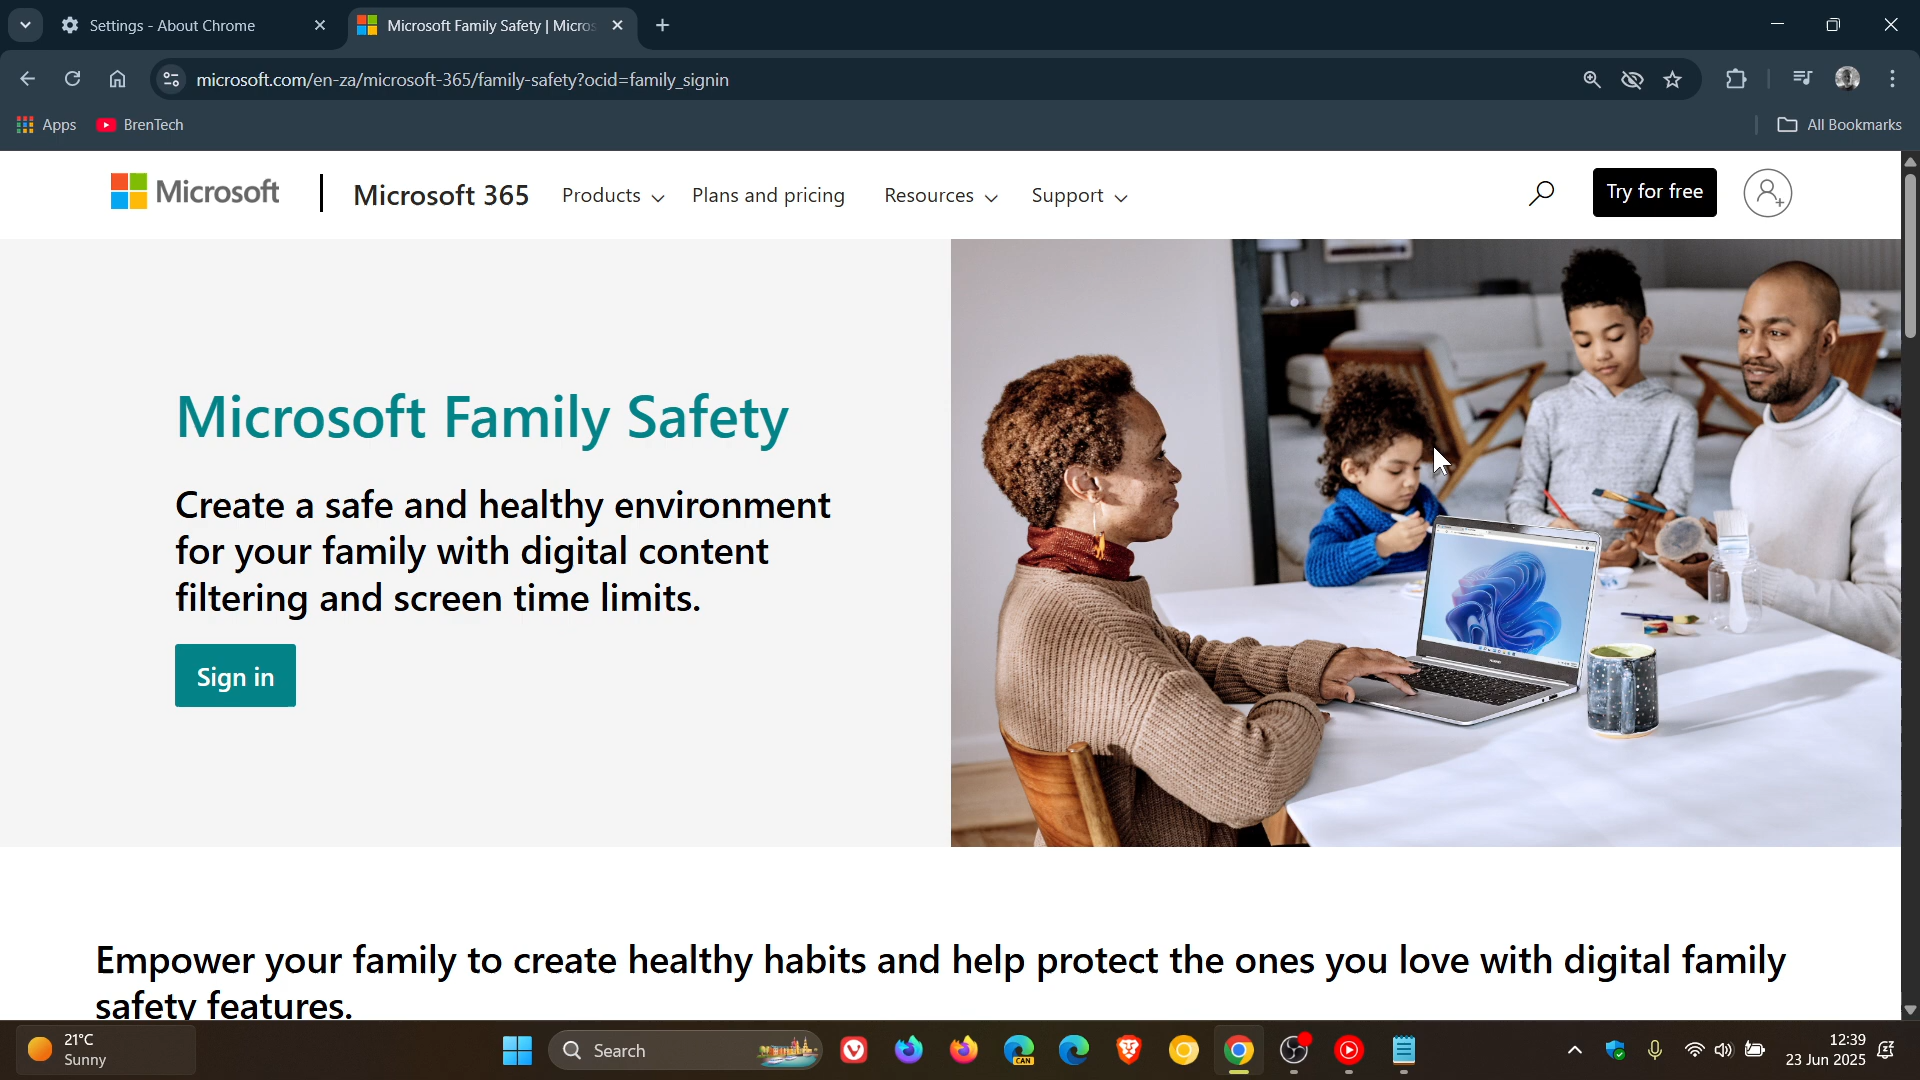 Settings - About Chrome
Microsoft Family Safety | Micros
microsoft.com/en-za/microsoft-365/family-safety?ocid=family_signin
Apps
BrenTech
All Bookmarks
Microsoft
Microsoft 365
Products
Plans and pricing
Resources
Support
Try for free
Microsoft Family Safety
Create a safe and healthy environment
for your family with digital content
filtering and screen time limits.
Sign in
Empower your family to create healthy habits and help protect the ones you love with digital family
safety features.
21°C
Sunny
Search
CAN
12:39
23 Jun 2025